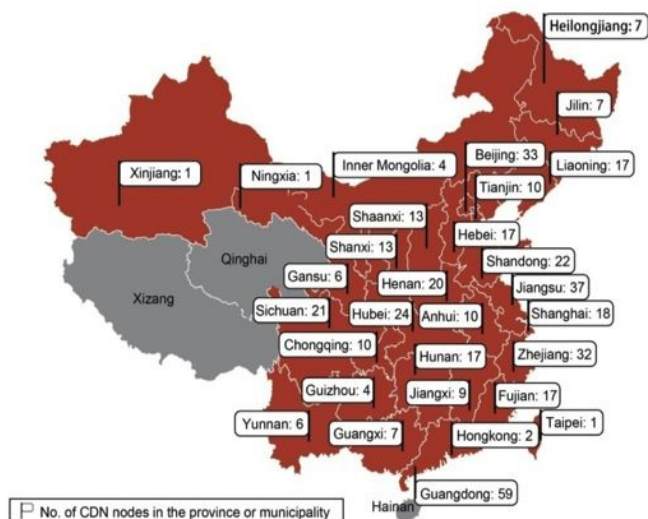 Heilongjiang: 7
Jilin: 7
Beijing: 33
Liaoning: 17
Inner Mongolia: 4
Xinjiang: 1
Ningxia: 1
Tianjin: 10
Shaanxi: 13
Hebei: 17
Shanxi: 13
Qinghai
Shandong: 22
Gansu: 6
Henan: 20
Jiangsu: 37
Xizang
Sichuan: 21
Hubei: 24
Anhui: 10
Shanghai: 18
Chongqing: 10
Hunan: 17
Zhejiang: 32
Guizhou: 4
Jiangxi: 9
Fujian: 17
Yunnan: 6
Guangxi: 7
Hongkong: 2
Taipei: 1
Guangdong: 59
Hainan
No. of CDN nodes in the province or municipality